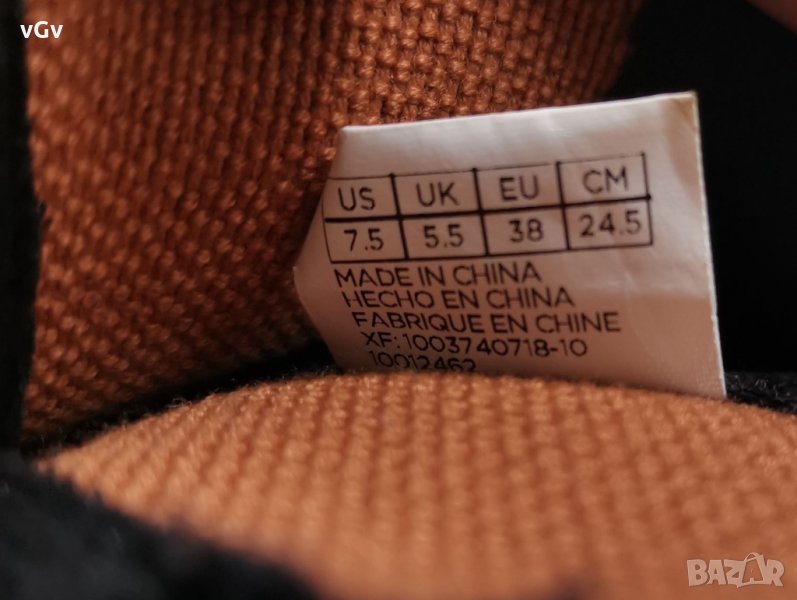 vGv
US UK EU CM
7.5 5.5 38 24.5
MADE IN CHINA
HECHO EN CHINA
FABRIQUE EN CHINE
XF:1003740718-10
10012462
BAZAR